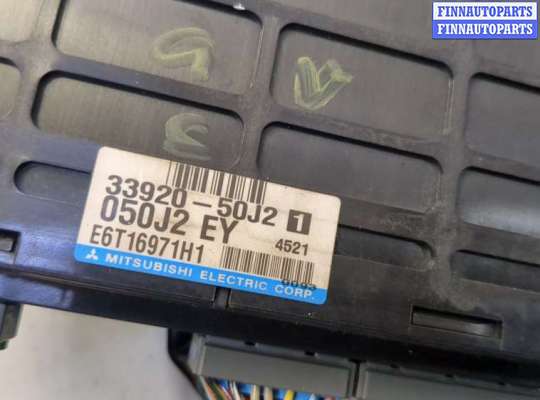 FINNAUTOPARTS
FINNAUTOPARTS
33920-50J2 1
050J2 EY
4521
E6T16971H1
MITSUBISHI ELECTRIC CORP.